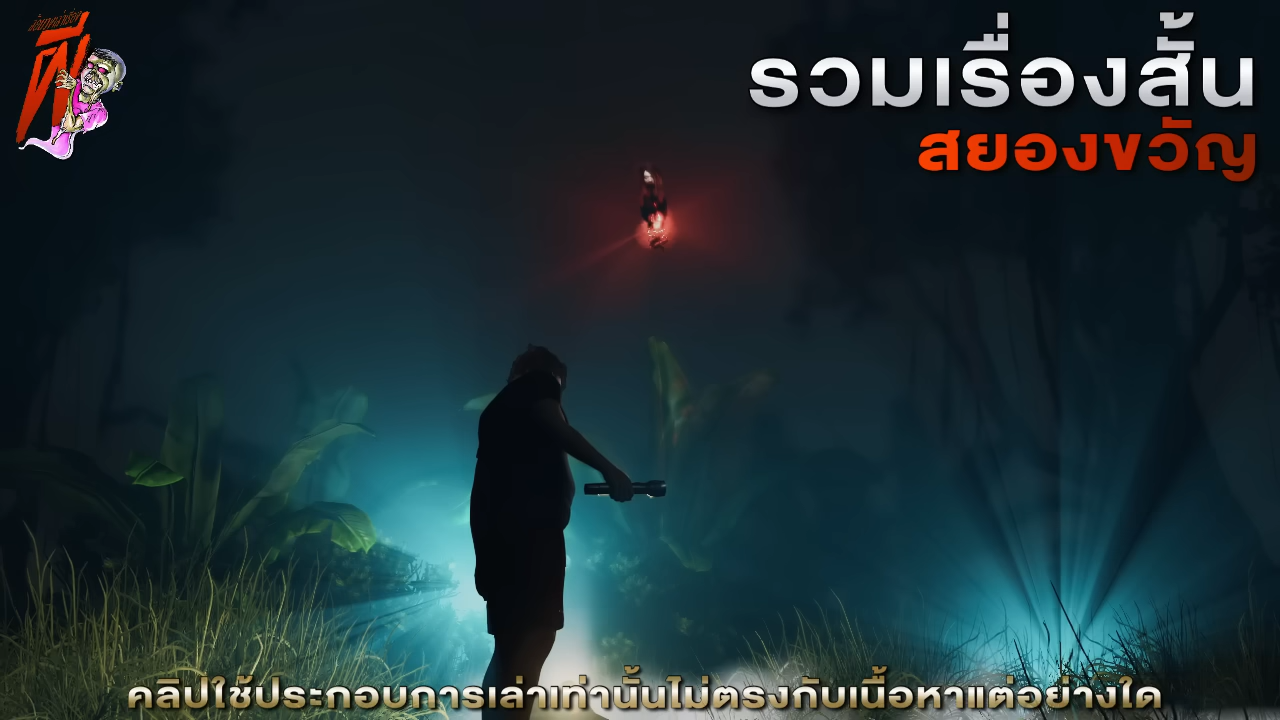 ผี
รวมเรื่องสั้น
สยองขวัญ
คลิปใช้ประกอบการเล่าเท่านั้นไม่ตรงกับเนื้อหาแต่อย่างใด